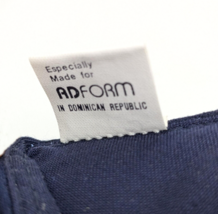 Especially
Made for
ADFORM
IN DOMINICAN REPUBLIC